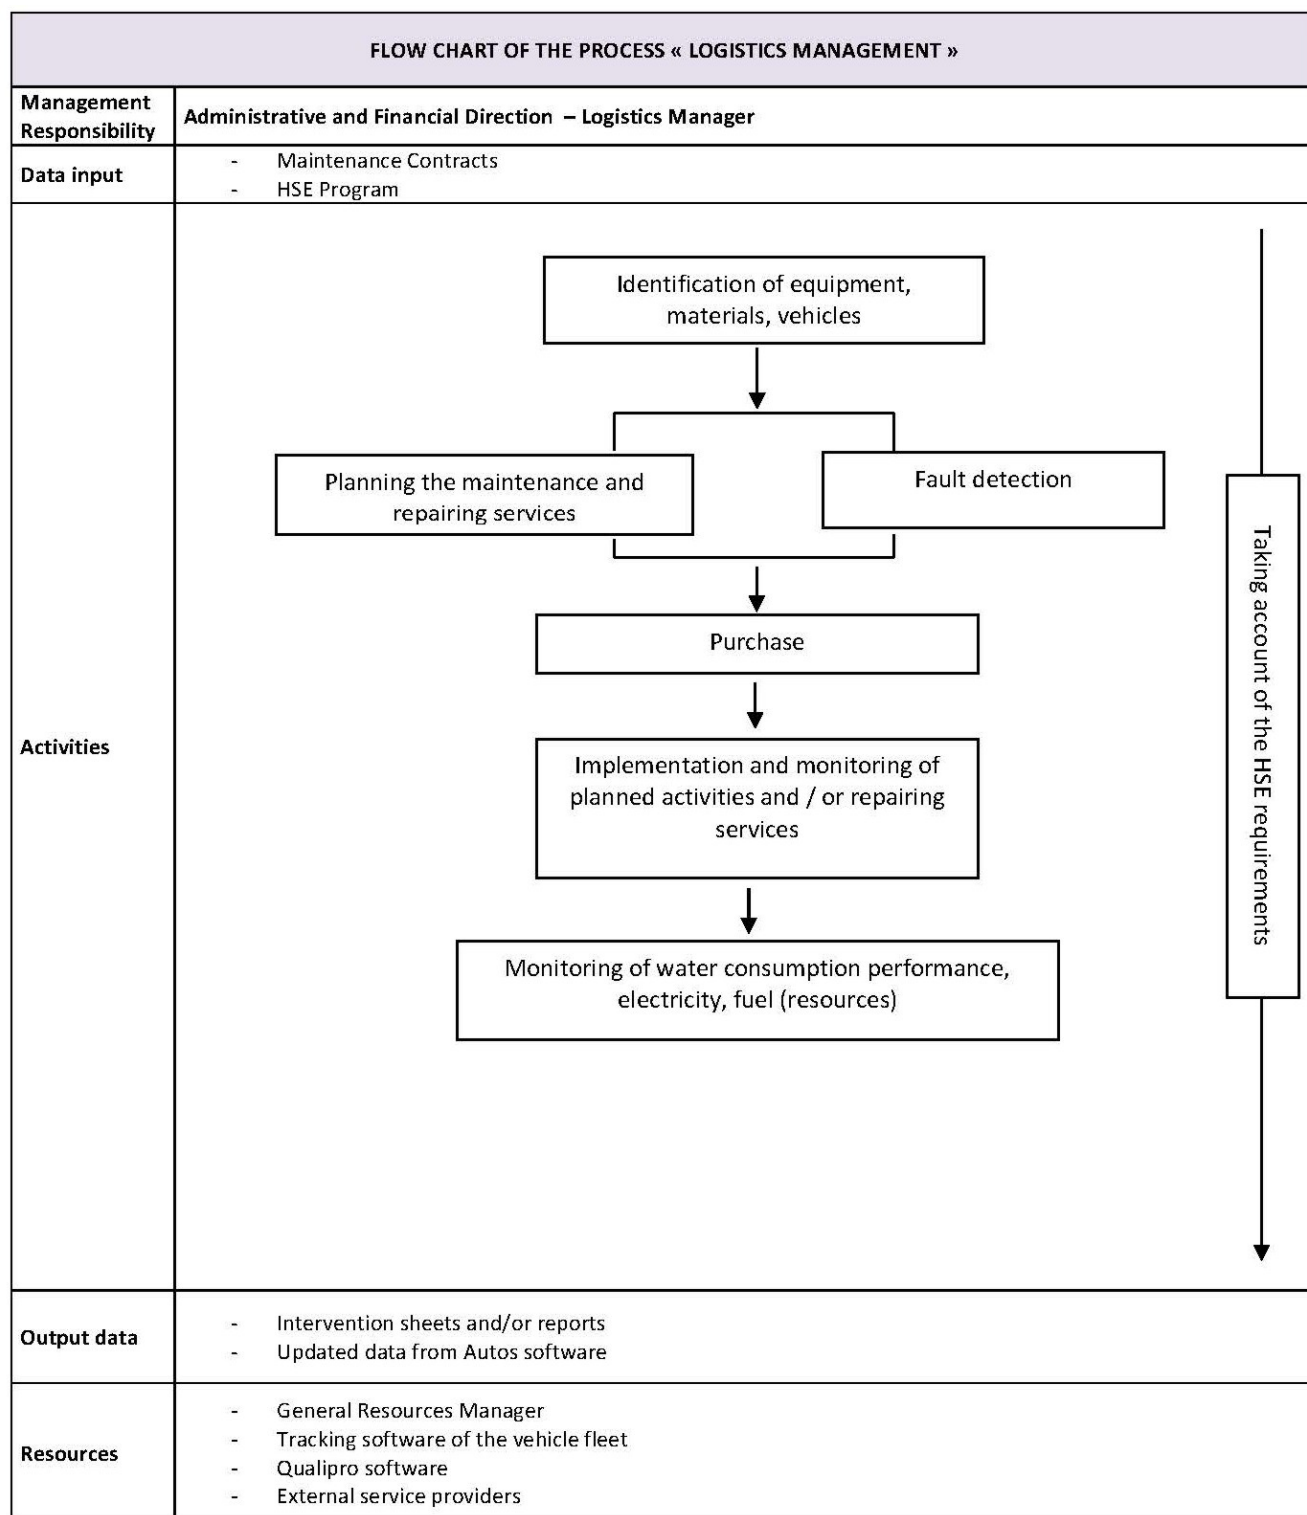 FLOW CHART OF THE PROCESS « LOGISTICS MANAGEMENT »
Management
Responsibility
Administrative and Financial Direction – Logistics Manager
Data input
- Maintenance Contracts
- HSE Program
Activities
Identification of equipment,
materials, vehicles
Planning the maintenance and
repairing services
Fault detection
Purchase
Implementation and monitoring of
planned activities and / or repairing
services
Monitoring of water consumption performance,
electricity, fuel (resources)
Taking account of the HSE requirements
Output data
- Intervention sheets and/or reports
- Updated data from Autos software
Resources
- General Resources Manager
- Tracking software of the vehicle fleet
- Qualipro software
- External service providers